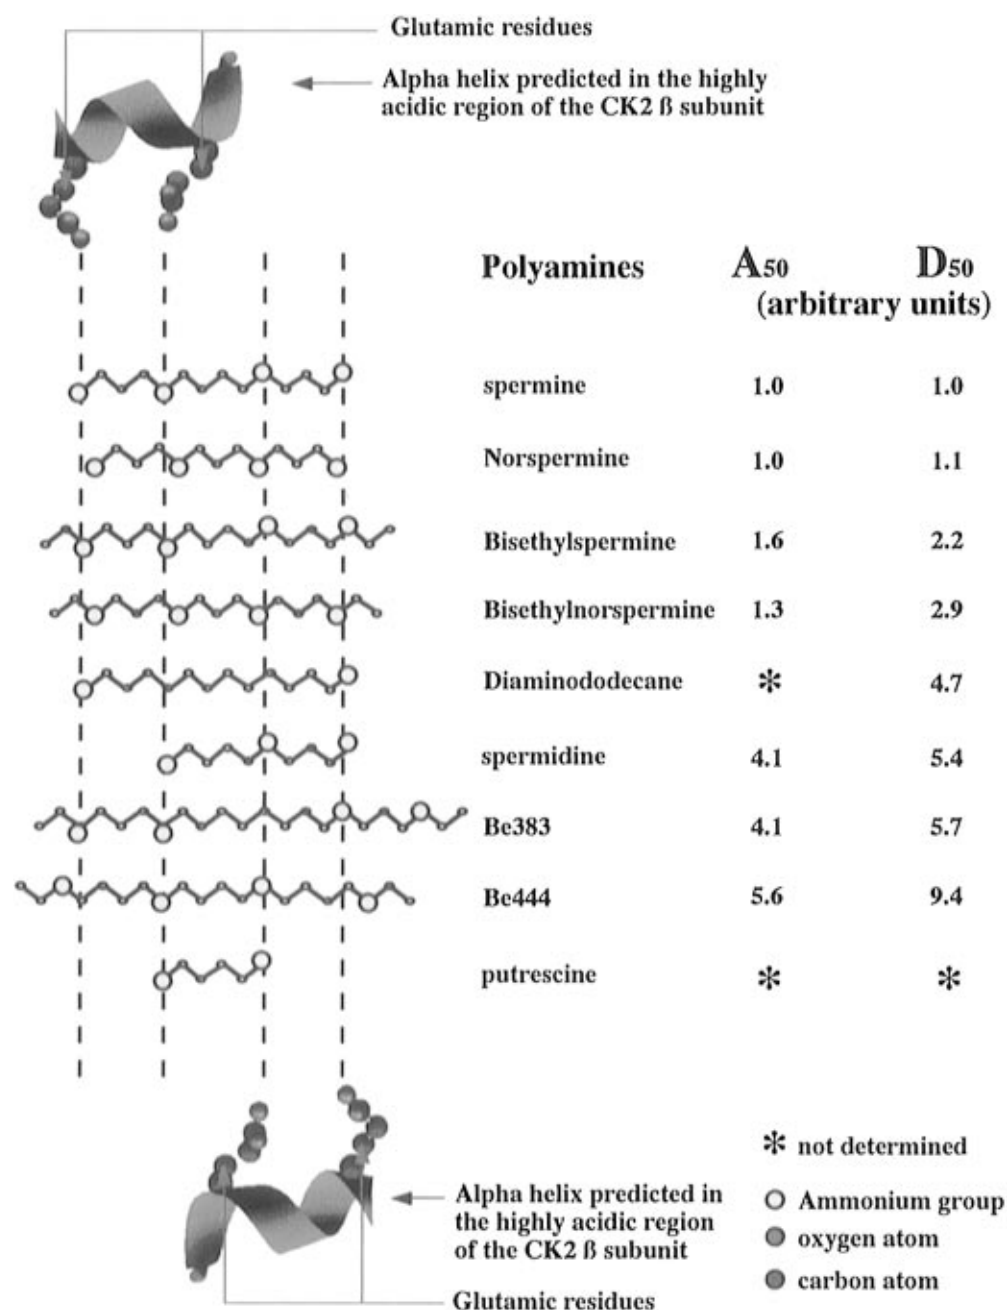 Glutamic residues
Alpha helix predicted in the highly
acidic region of the CK2 ß subunit
Polyamines A50 D50
(arbitrary units)
spermine 1.0 1.0
Norspermine 1.0 1.1
Bisethylspermine 1.6 2.2
Bisethylnorspermine 1.3 2.9
Diaminododecane * 4.7
spermidine 4.1 5.4
Be383 4.1 5.7
Be444 5.6 9.4
putrescine * *
* not determined
Ammonium group
oxygen atom
carbon atom
Alpha helix predicted in
the highly acidic region
of the CK2 ß subunit
Glutamic residues